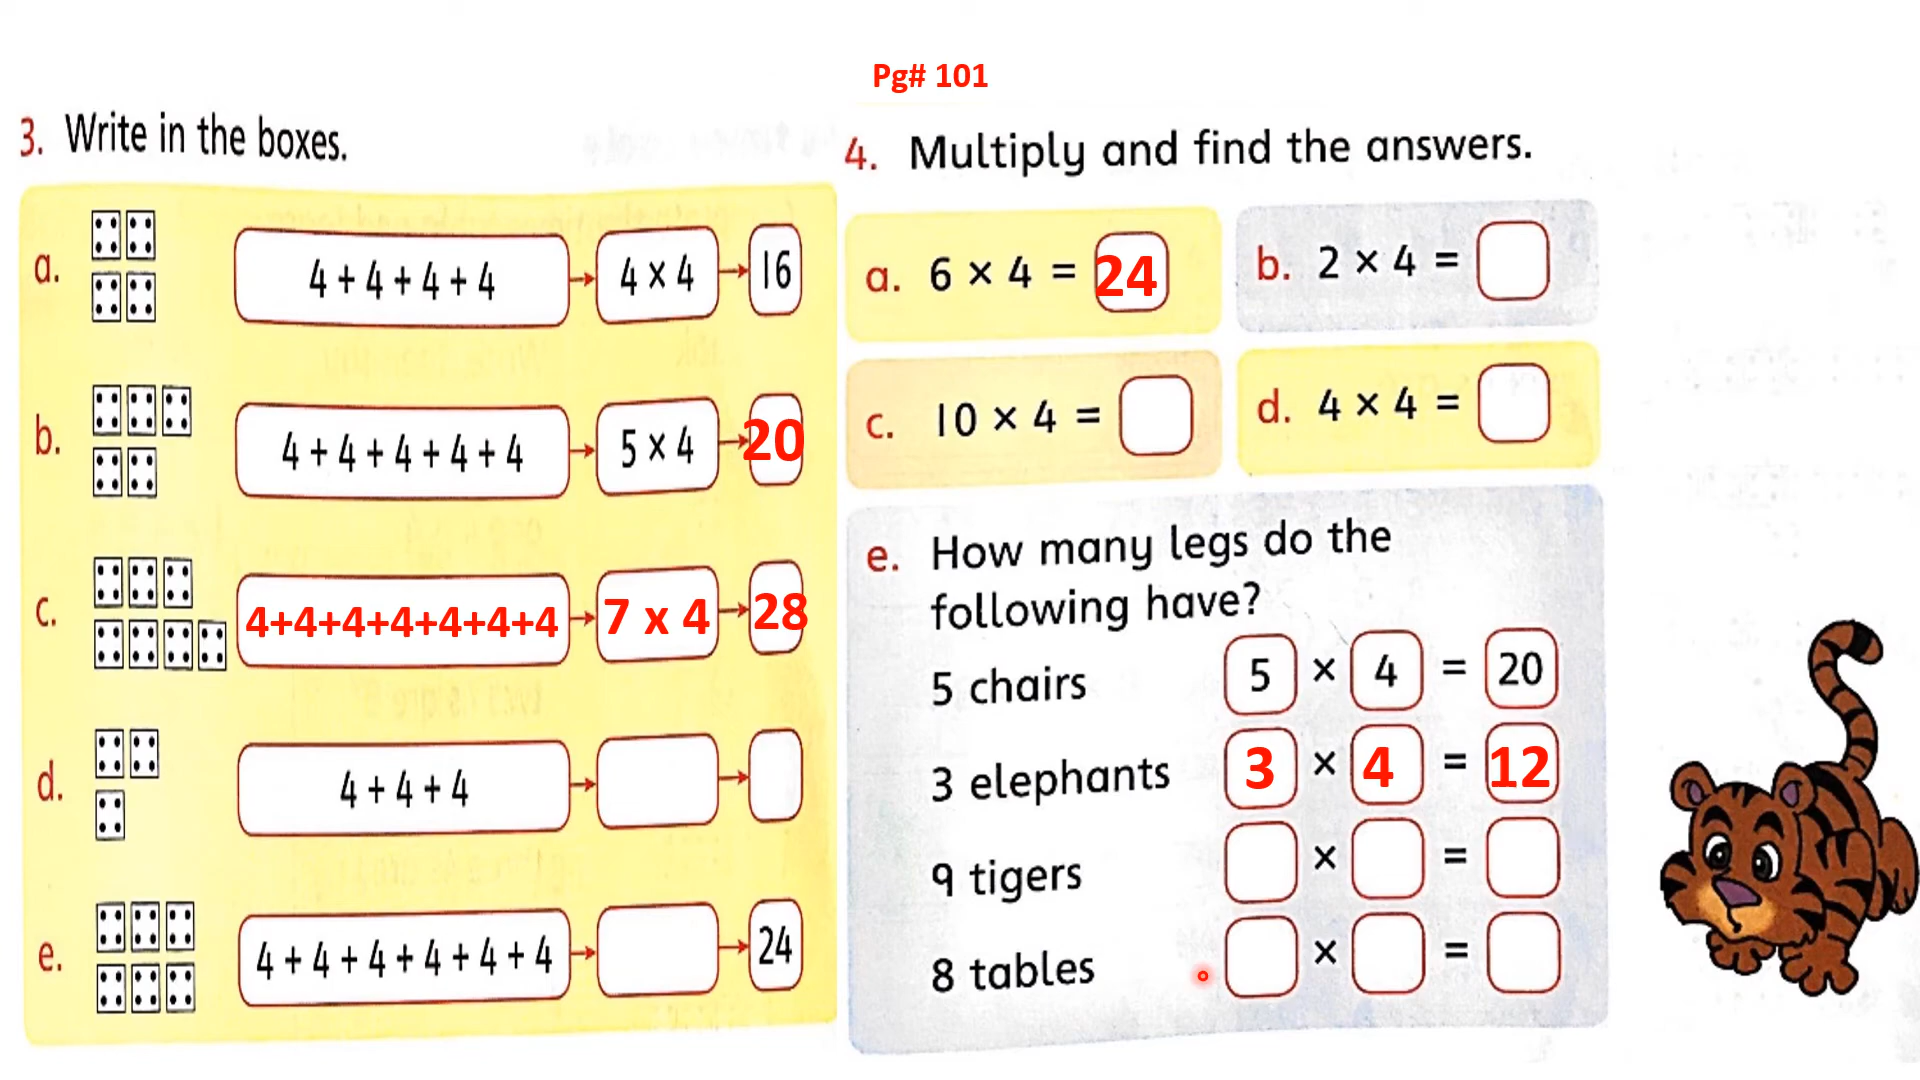 Pg# 101
3. Write in the boxes.
a. 4 + 4 + 4 + 4 4 × 4 16
b. 4 + 4 + 4 + 4 + 4 5 × 4 20
c. 4+4+4+4+4+4+4 7 x 4 28
d. 4 + 4 + 4
e. 4 + 4 + 4 + 4 + 4 + 4 24
4. Multiply and find the answers.
a. 6 × 4 = 24
b. 2 × 4 =
c. 10 × 4 =
d. 4 × 4 =
e. How many legs do the
following have?
5 chairs 5 × 4 = 20
3 elephants 3 × 4 = 12
9 tigers × =
8 tables × =